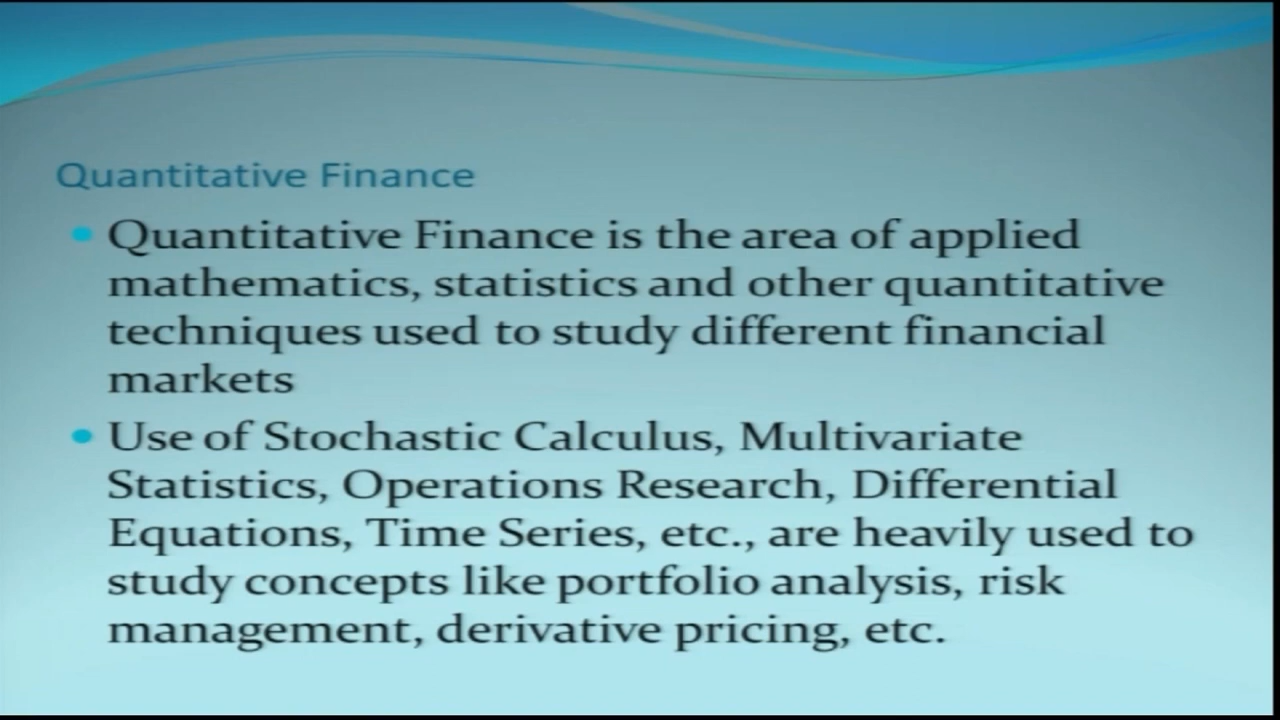 Quantitative Finance
• Quantitative Finance is the area of applied
mathematics, statistics and other quantitative
techniques used to study different financial
markets
• Use of Stochastic Calculus, Multivariate
Statistics, Operations Research, Differential
Equations, Time Series, etc., are heavily used to
study concepts like portfolio analysis, risk
management, derivative pricing, etc.